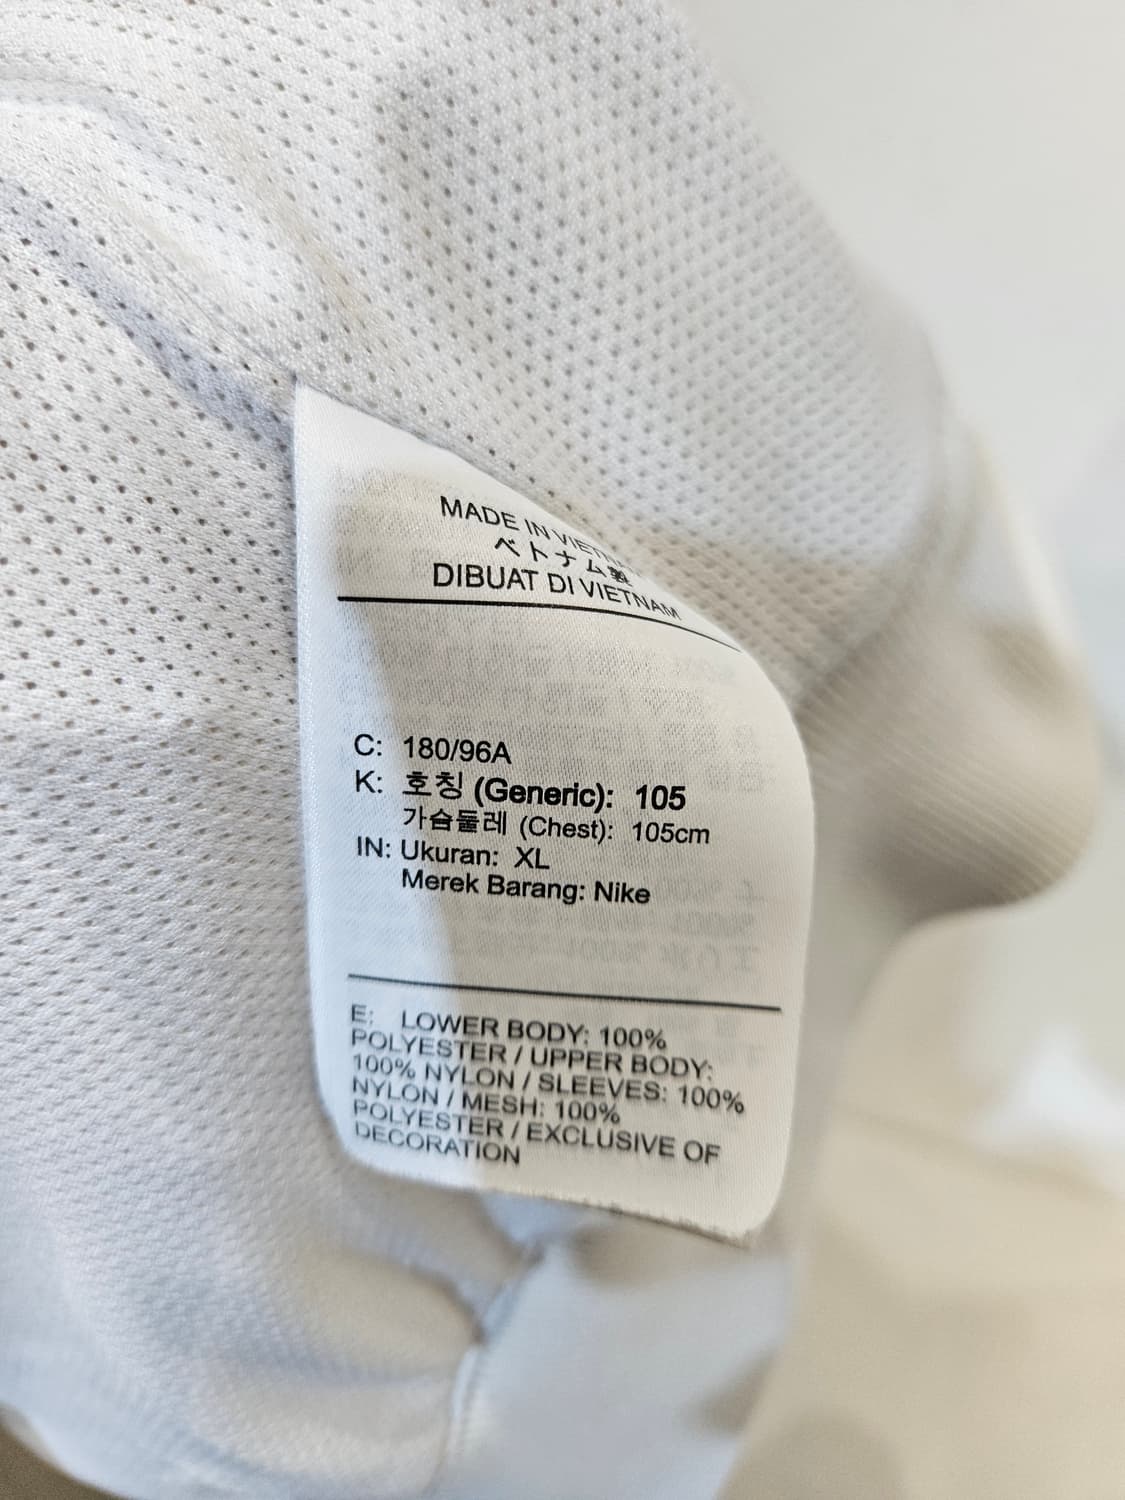 MADE IN VIETNAM
ベトナム製
DIBUAT DI VIETNAM
C: 180/96A
K: 호칭 (Generic): 105
가슴둘레 (Chest): 105cm
IN: Ukuran: XL
Merek Barang: Nike
E: LOWER BODY: 100%
POLYESTER / UPPER BODY:
100% NYLON / SLEEVES: 100%
NYLON / MESH: 100%
POLYESTER / EXCLUSIVE OF
DECORATION